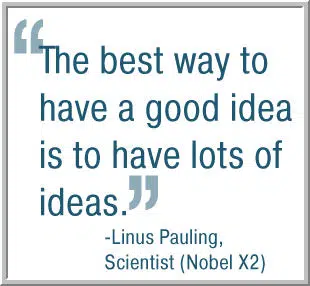 “The best way to
have a good idea
is to have lots of
ideas.”
-Linus Pauling,
Scientist (Nobel X2)